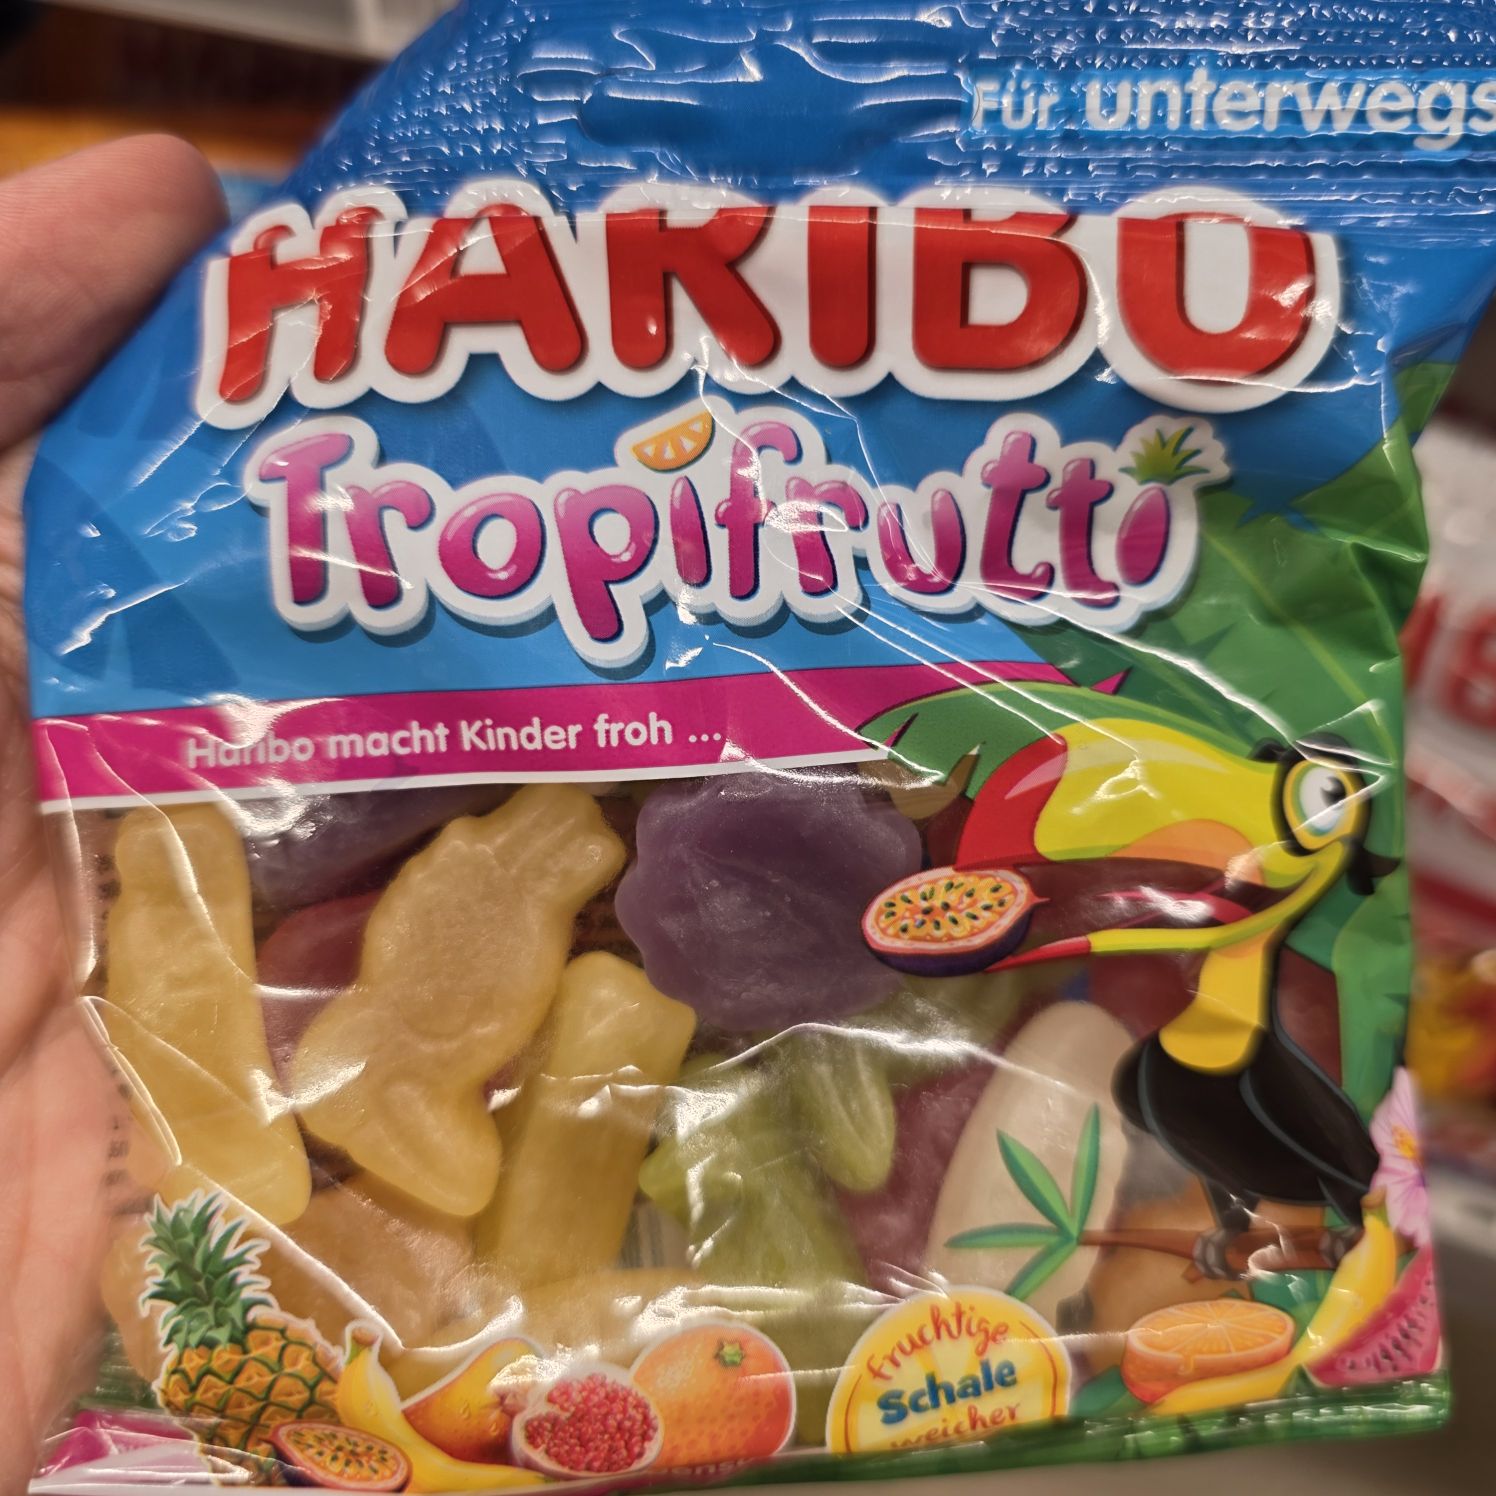 Für unterwegs
HARIBO
Tropifrutti
Haribo macht Kinder froh ...
fruchtige
Schale
weicher